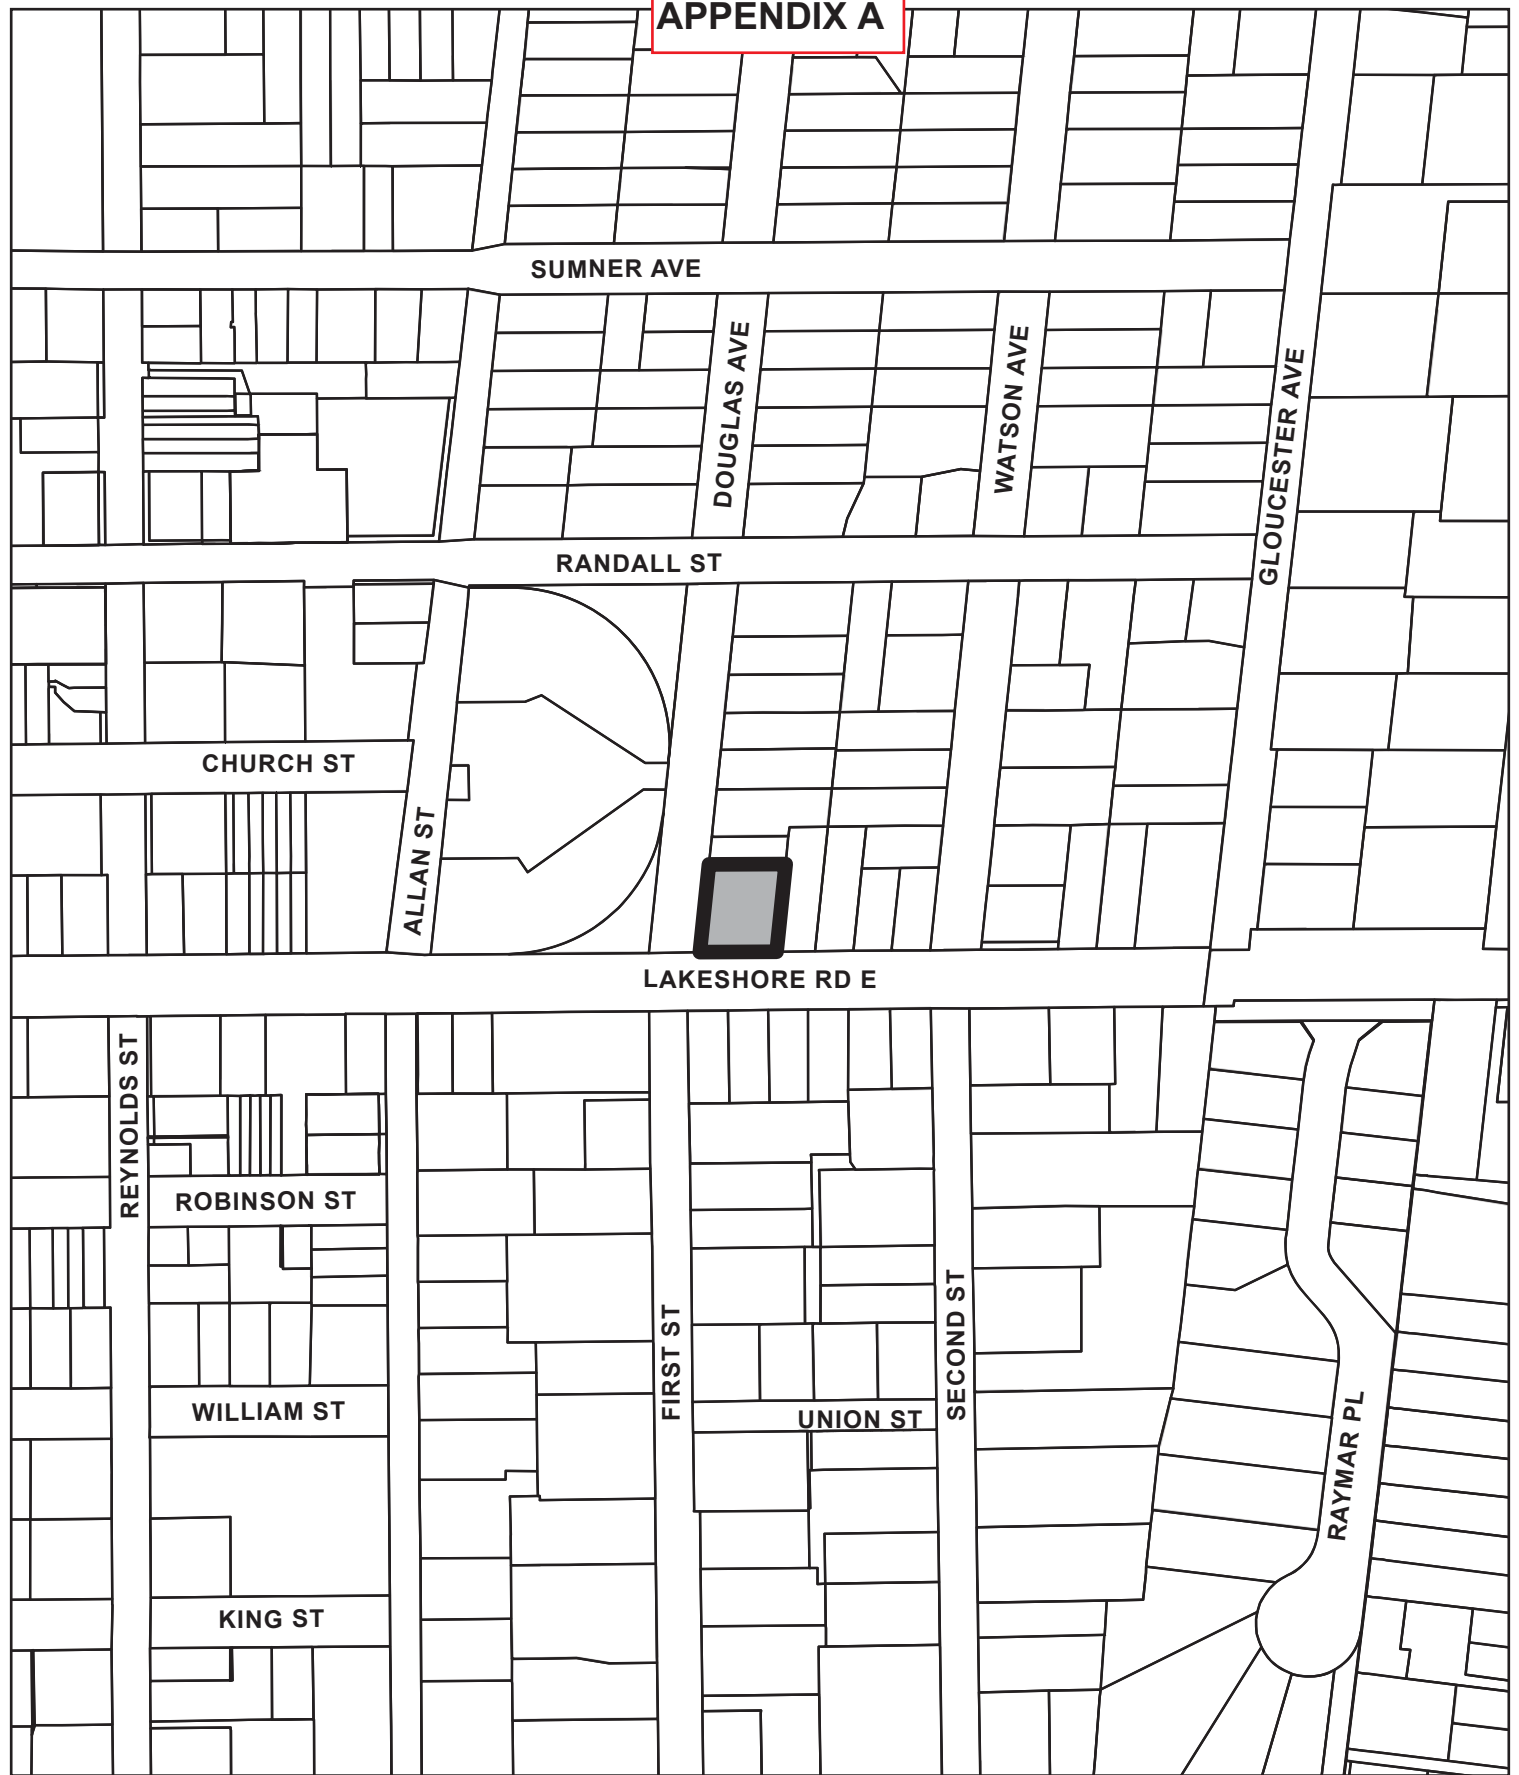 APPENDIX A
SUMNER AVE
DOUGLAS AVE
WATSON AVE
GLOUCESTER AVE
RANDALL ST
CHURCH ST
ALLAN ST
LAKESHORE RD E
REYNOLDS ST
ROBINSON ST
FIRST ST
SECOND ST
WILLIAM ST
UNION ST
RAYMAR PL
KING ST